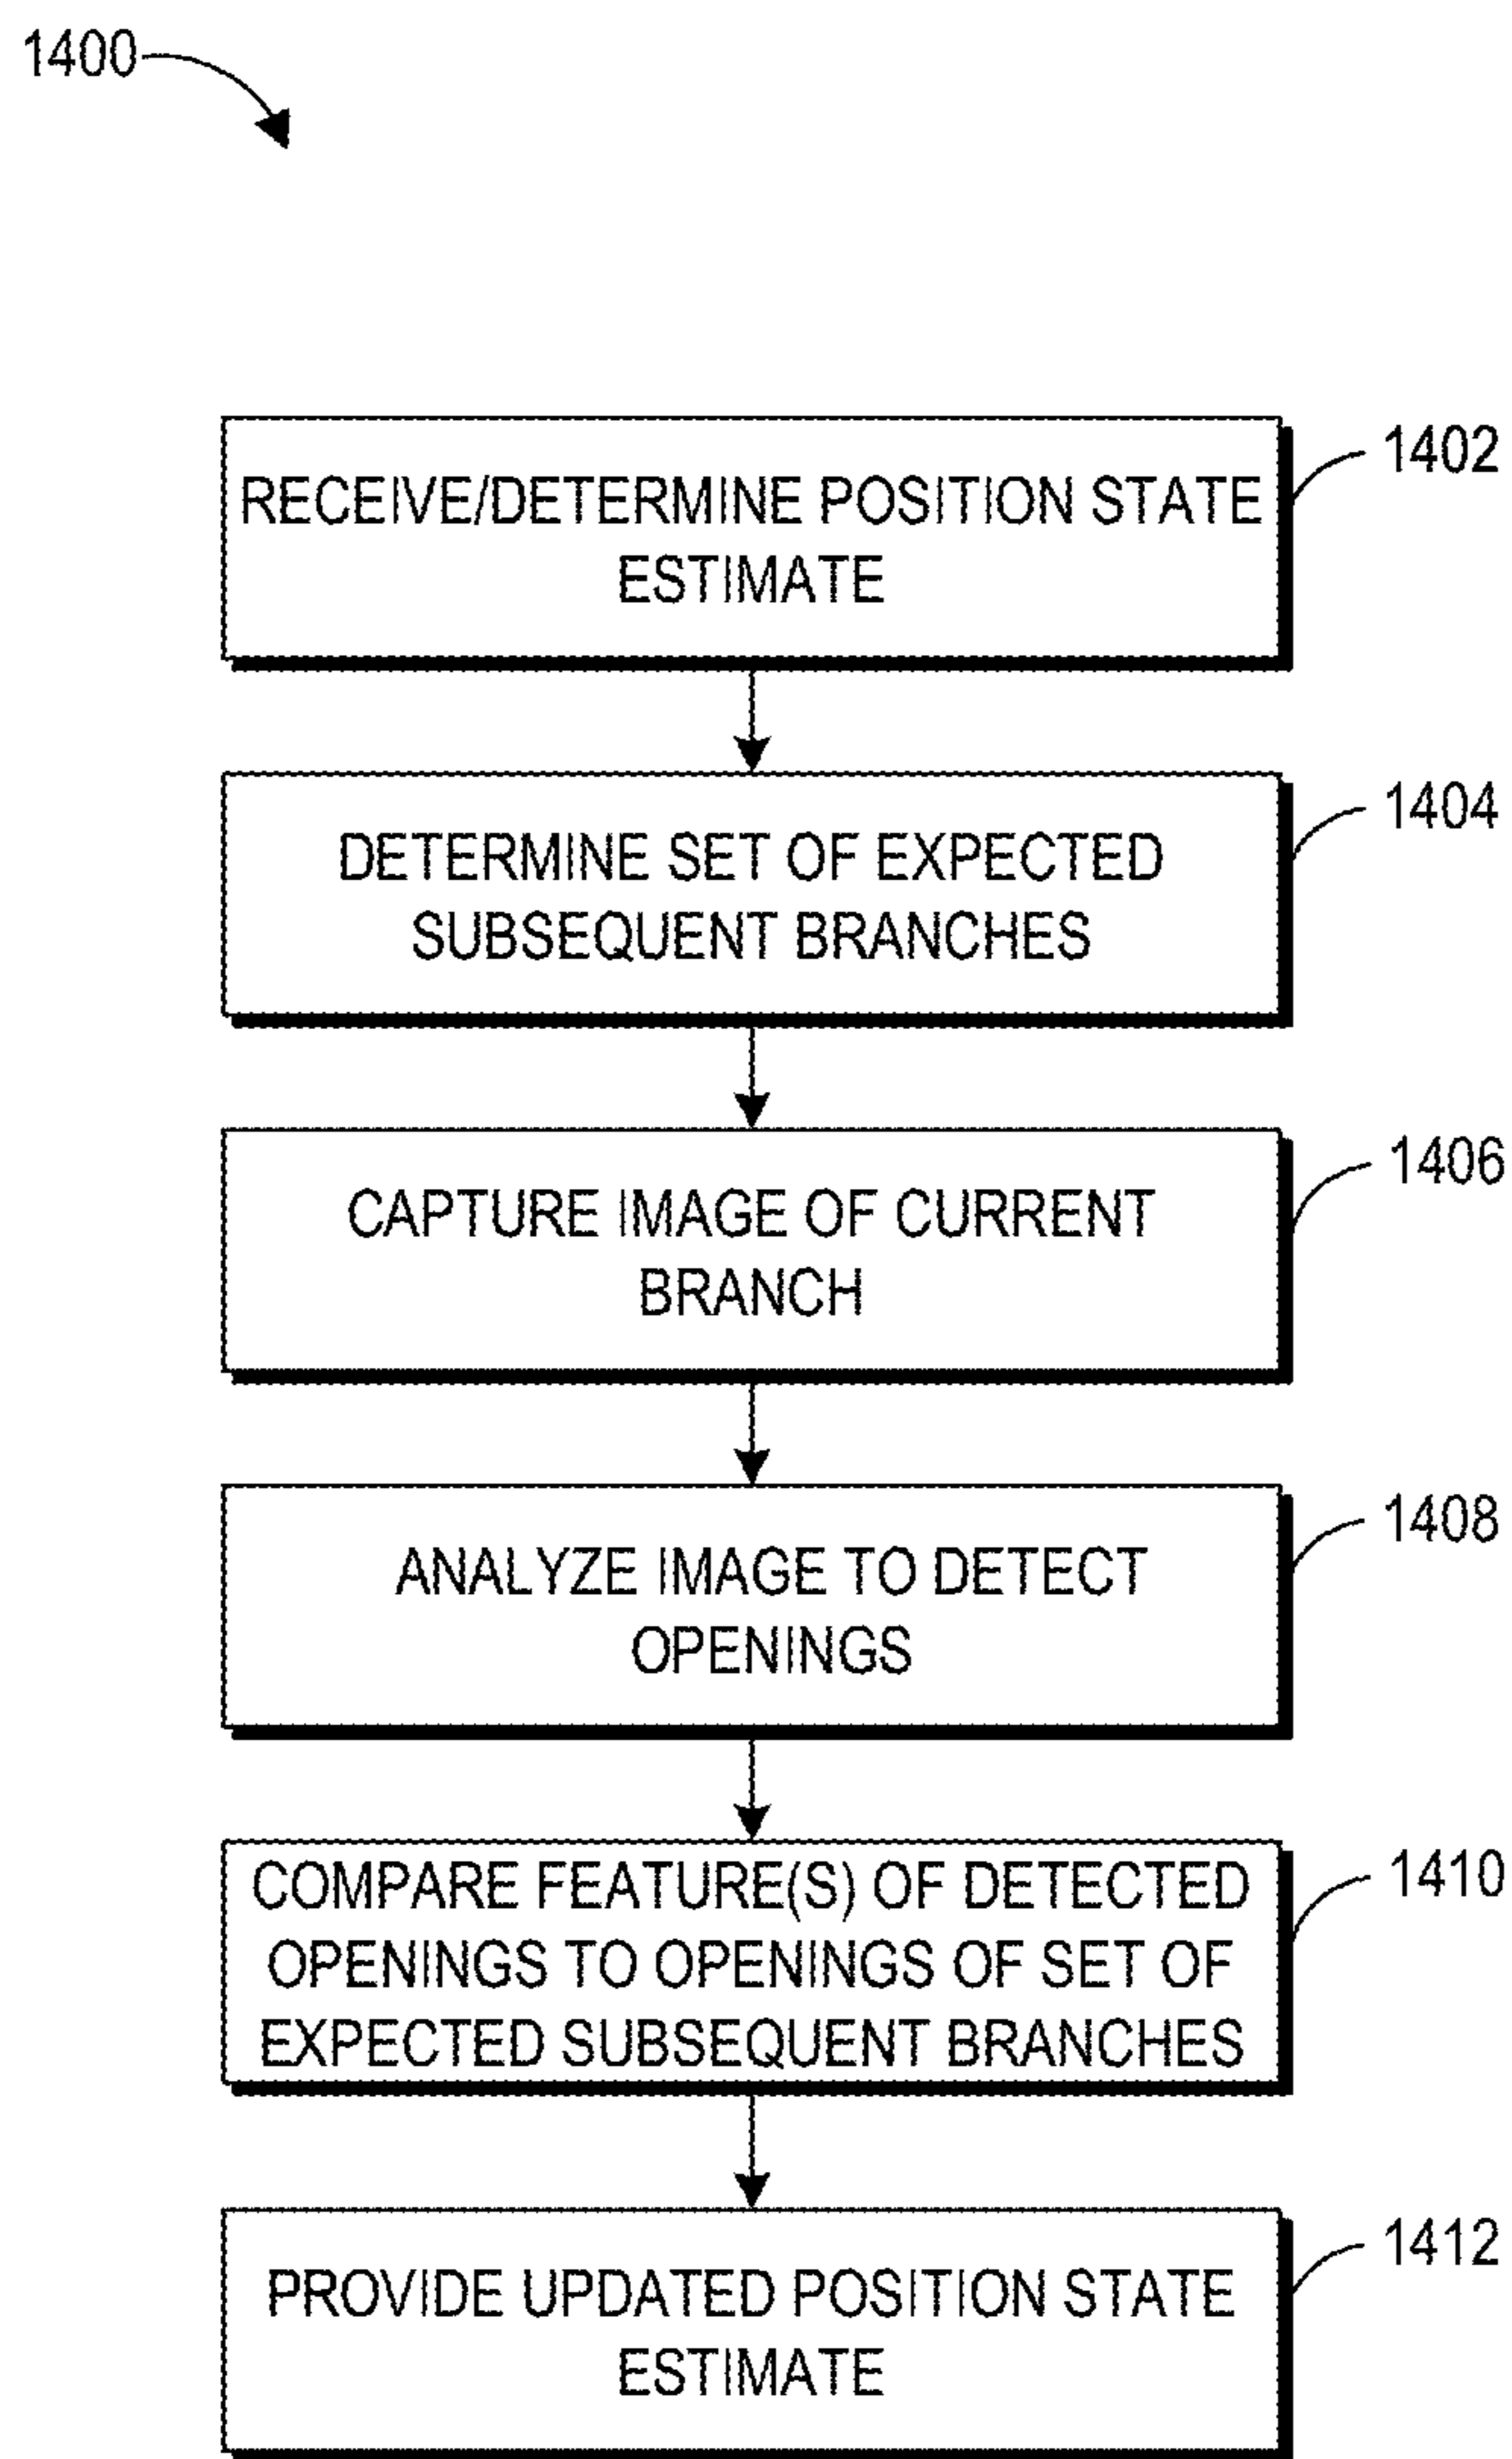 1400
RECEIVE/DETERMINE POSITION STATE
ESTIMATE
1402
DETERMINE SET OF EXPECTED
SUBSEQUENT BRANCHES
1404
CAPTURE IMAGE OF CURRENT
BRANCH
1406
ANALYZE IMAGE TO DETECT
OPENINGS
1408
COMPARE FEATURE(S) OF DETECTED
OPENINGS TO OPENINGS OF SET OF
EXPECTED SUBSEQUENT BRANCHES
1410
PROVIDE UPDATED POSITION STATE
ESTIMATE
1412